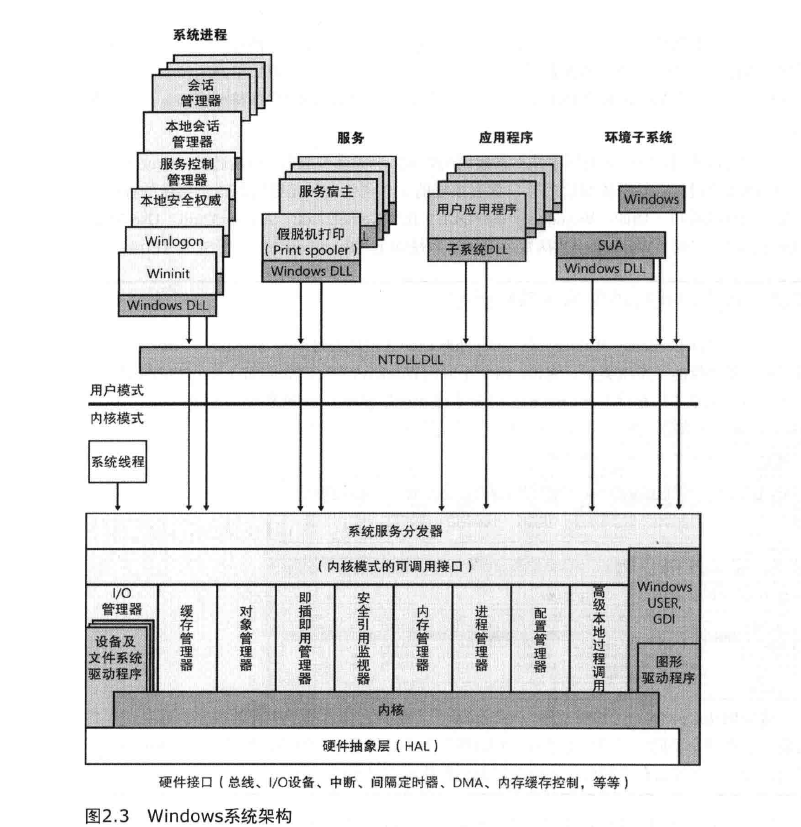 系统进程
会话
管理器
本地会话
管理器
服务控制
管理器
本地安全权威
Winlogon
Wininit
Windows DLL
服务
服务宿主
L
假脱机打印
(Print spooler)
Windows DLL
应用程序
用户应用程序
子系统DLL
环境子系统
Windows
SUA
Windows DLL
NTDLL.DLL
用户模式
内核模式
系统线程
系统服务分发器
(内核模式的可调用接口)
I/O
管理器
设备及
文件系统
驱动程序
缓存管理器
对象管理器
即插即用管理器
安全引用监视器
内存管理器
进程管理器
配置管理器
高级本地过程调用
Windows
USER,
GDI
图形
驱动程序
内核
硬件抽象层(HAL)
硬件接口(总线、I/O设备、中断、间隔定时器、DMA、内存缓存控制,等等)
图2.3 Windows系统架构